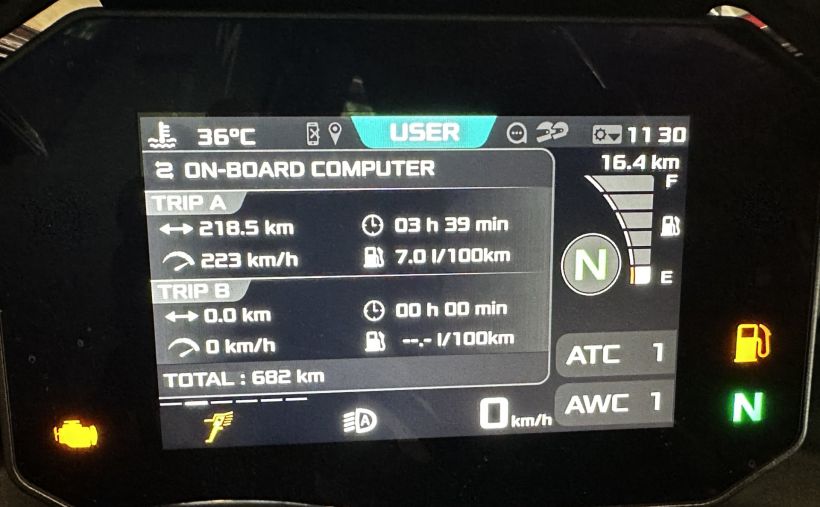 36°C USER 11 30
ON-BOARD COMPUTER 16.4 km
F
TRIP A
218.5 km 03 h 39 min
223 km/h 7.0 l/100km
N E
TRIP B
0.0 km 00 h 00 min
0 km/h --.- l/100km
ATC 1
TOTAL : 682 km
A 0 km/h AWC 1
N